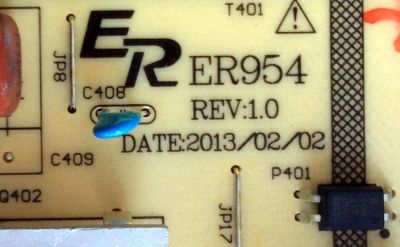 T401
JP8
ER
ER954
C408
REV:1.0
DATE:2013/02/02
C409
P401
Q402
JP17